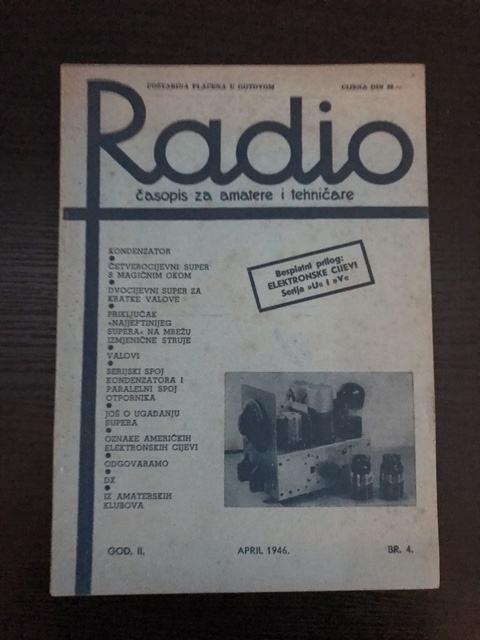 POŠTARINA PLAĆENA U GOTOVOM
CIJENA DIN
Radio
časopis za amatere i tehničare
Besplatni prilog:
ELEKTRONSKE CIJEVI
Serija »U« i »V«
KONDENZATOR
ČETVEROCIJEVNI SUPER
S MAGIČNIM OKOM
DVOCIJEVNI SUPER ZA
KRATKE VALOVE
PRIKLJUČAK
»NAJJEFTINIJEG
SUPERA« NA MREŽU
IZMJENIČNE STRUJE
VALOVI
SERIJSKI SPOJ
KONDENZATORA I
PARALELNI SPOJ
OTPORNIKA
JOŠ O UGAĐANJU
SUPERA
OZNAKE AMERIČKIH
ELEKTRONSKIH CIJEVI
ODGOVARAMO
DX
IZ AMATERSKIH
KLUBOVA
GOD. II.
APRIL 1946.
BR. 4.